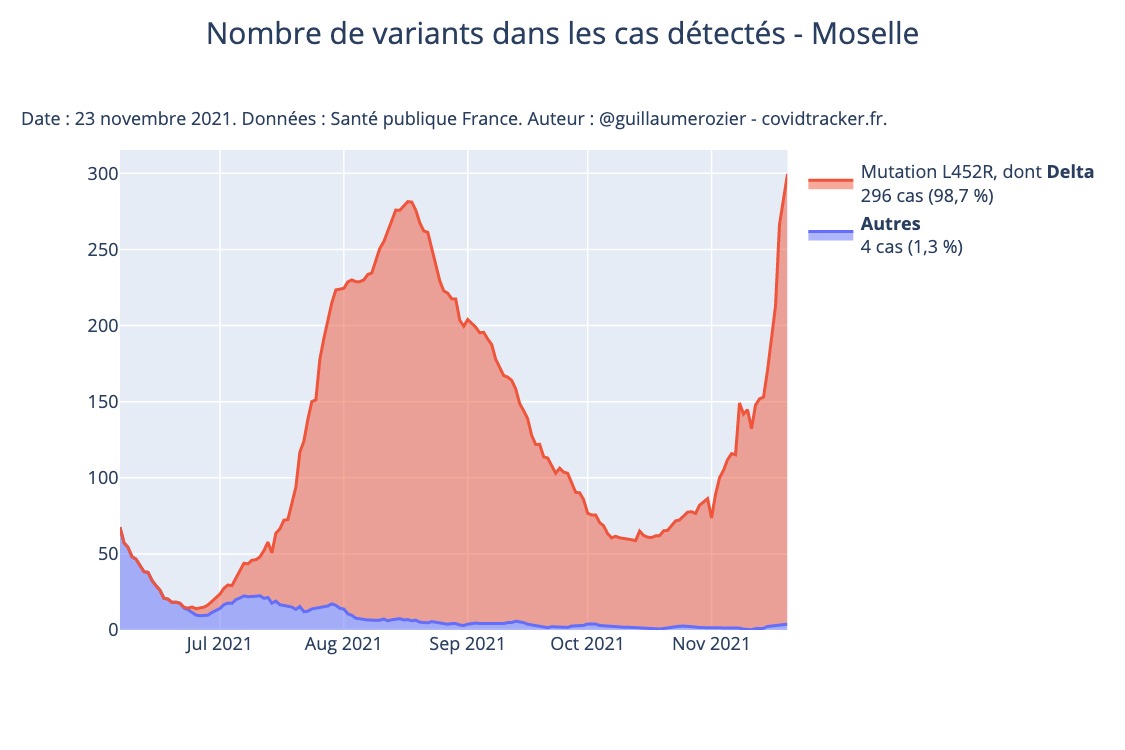 Nombre de variants dans les cas détectés - Moselle
Date : 23 novembre 2021. Données : Santé publique France. Auteur : @guillaumerozier - covidtracker.fr.
300
250
200
150
100
50
0
Jul 2021
Aug 2021
Sep 2021
Oct 2021
Nov 2021
Mutation L452R, dont Delta
296 cas (98,7 %)
Autres
4 cas (1,3 %)